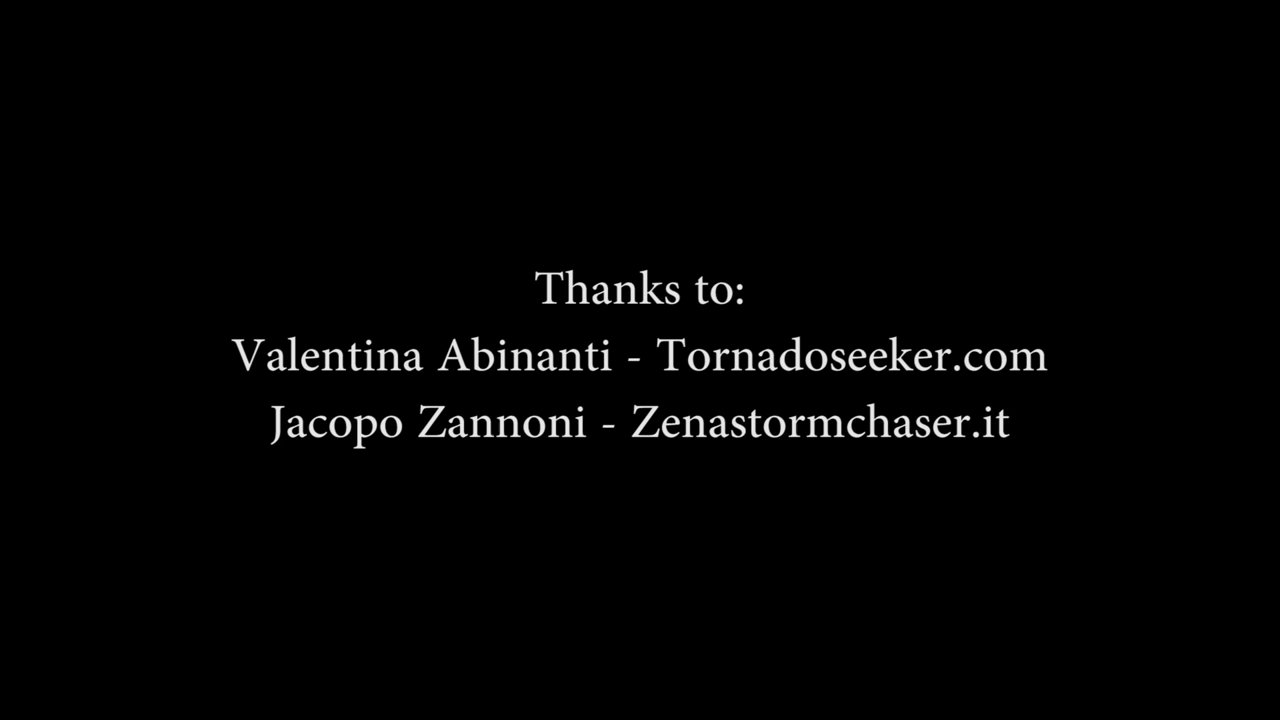 Thanks to:
Valentina Abinanti - Tornadoseeker.com
Jacopo Zannoni - Zenastormchaser.it